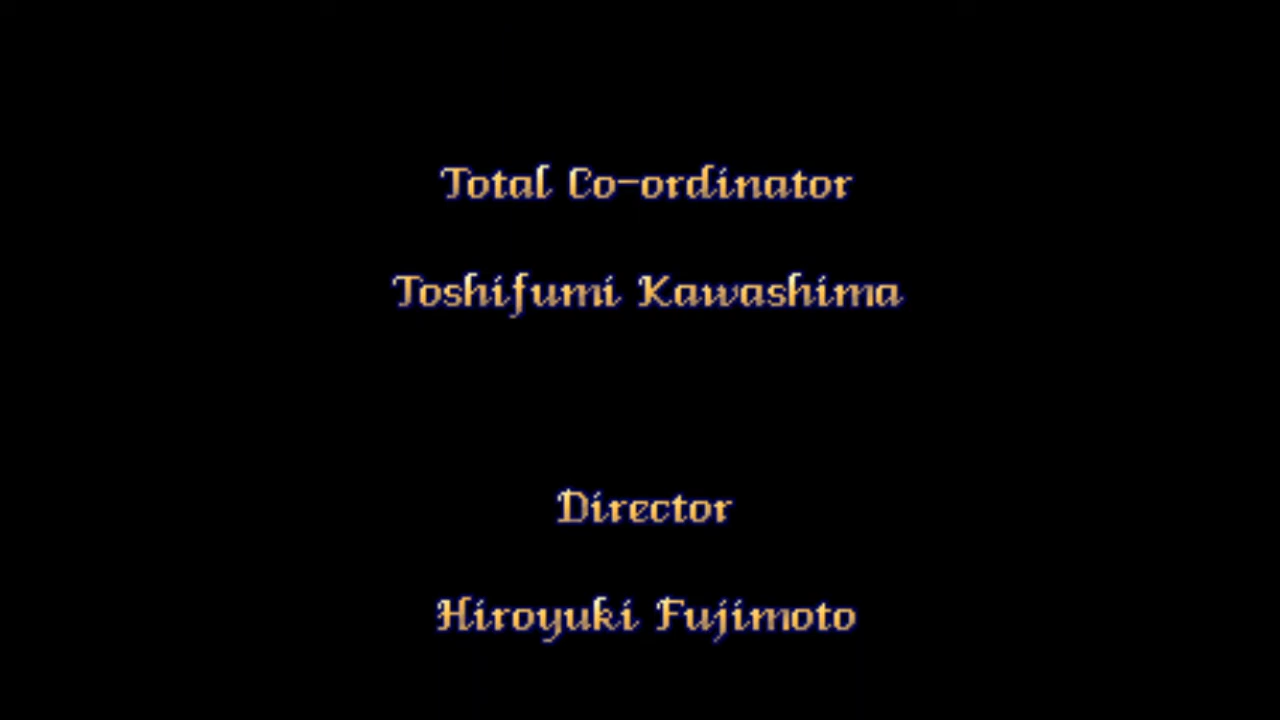 Total Co-ordinator
Toshifumi Kawashima
Director
Hiroyuki Fujimoto